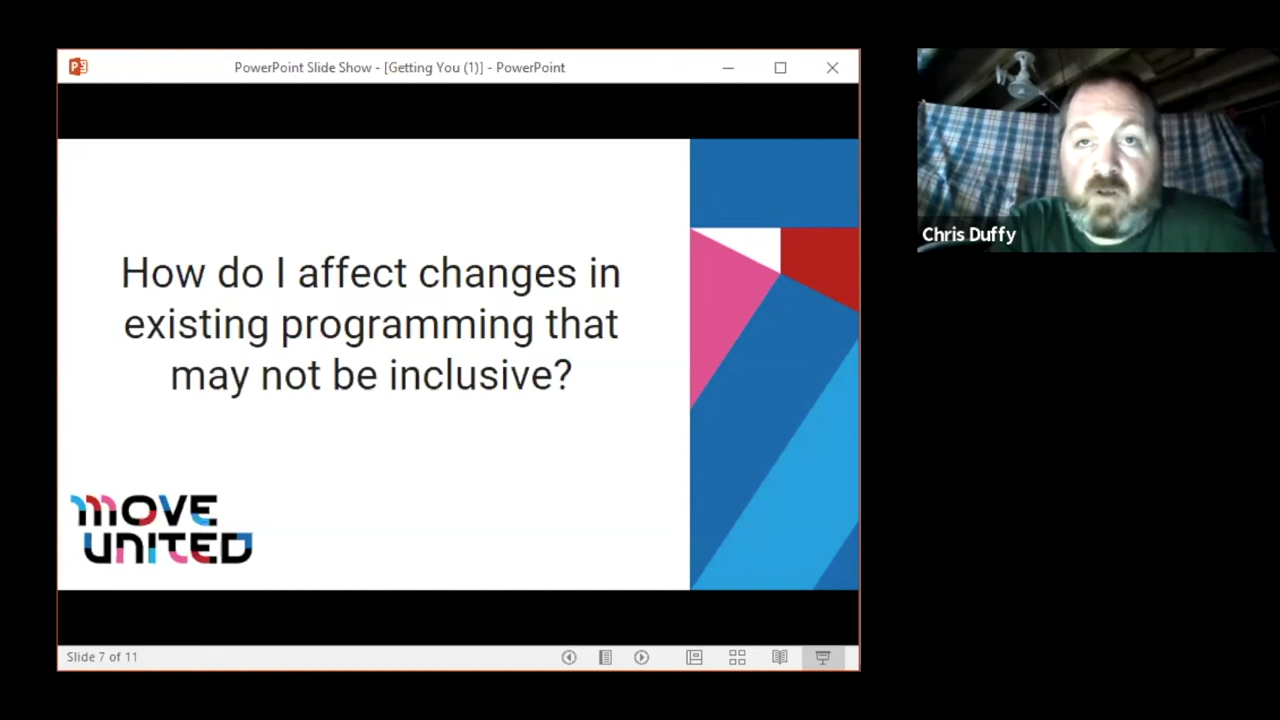 PowerPoint Slide Show - [Getting You (1)] - PowerPoint
How do I affect changes in
existing programming that
may not be inclusive?
MOVE
UNITED
Slide 7 of 11
Chris Duffy